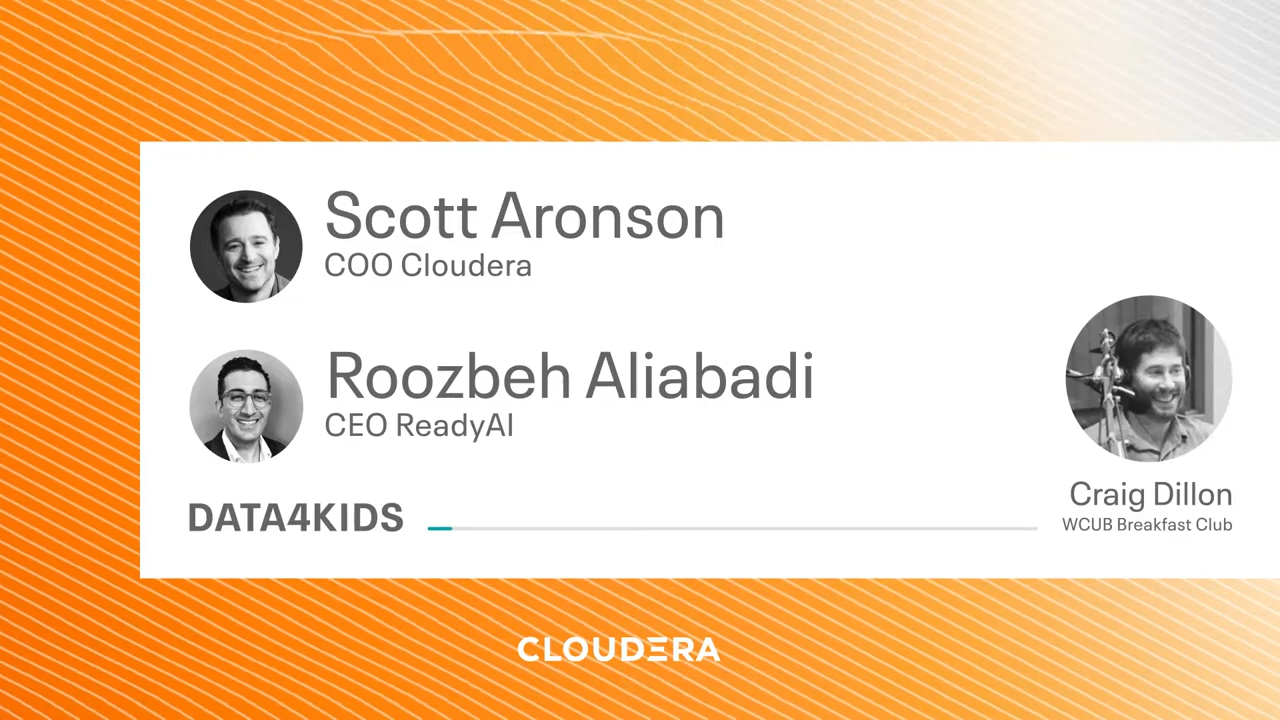 Scott Aronson
COO Cloudera
Roozbeh Aliabadi
CEO ReadyAI
DATA4KIDS
Craig Dillon
WCUB Breakfast Club
CLOUDERA